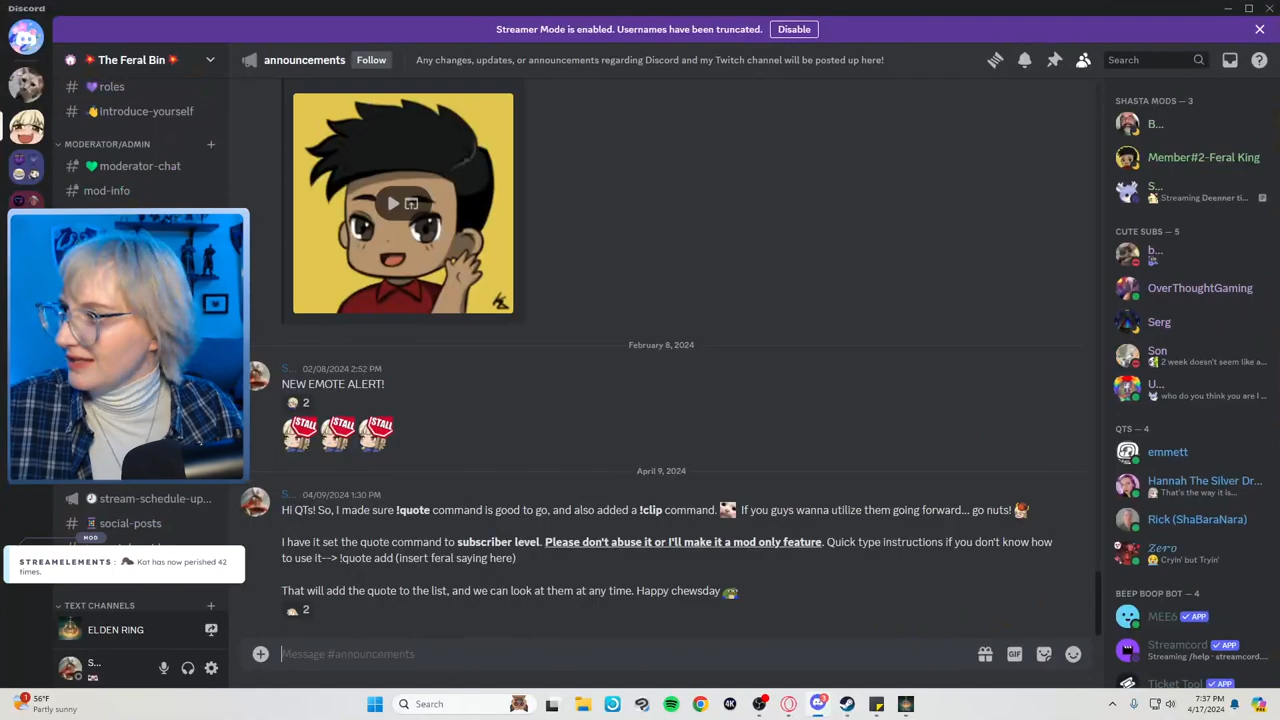 Discord
Streamer Mode is enabled. Usernames have been truncated.
Disable
The Feral Bin
announcements
Follow
Any changes, updates, or announcements regarding Discord and my Twitch channel will be posted up here!
Search
roles
introduce-yourself
MODERATOR/ADMIN
moderator-chat
mod-info
stream-schedule-up...
social-posts
MOD
STREAMELEMENTS : Kat has now perished 42
times.
TEXT CHANNELS
ELDEN RING
S...
February 8, 2024
S... 02/08/2024 2:52 PM
NEW EMOTE ALERT!
2
!STALL !STALL !STALL
April 9, 2024
S... 04/09/2024 1:30 PM
Hi QTs! So, I made sure !quote command is good to go, and also added a !clip command. If you guys wanna utilize them going forward... go nuts!
I have it set the quote command to subscriber level. Please don't abuse it or I'll make it a mod only feature. Quick type instructions if you don't know
how to use it--> !quote add (insert feral saying here)
That will add the quote to the list, and we can look at them at any time. Happy chewsday
2
Message #announcements
GIF
SHASTA MODS — 3
B...
Member#2-Feral King
S...
Streaming Deenner ti...
CUTE SUBS — 5
b...
OverThoughtGaming
Serg
Son
2 week doesn't seem like a...
U...
who do you think you are I ...
QTS — 4
emmett
Hannah The Silver Dr...
That's the way it is...
Rick (ShaBaraNara)
Zero
Cryin' but Tryin'
BEEP BOOP BOT — 4
MEE6 APP
Streamcord APP
Streaming /help · streamcord....
Ticket Tool APP
1
56°F
Partly sunny
Search
4K
3
7:37 PM
4/17/2024